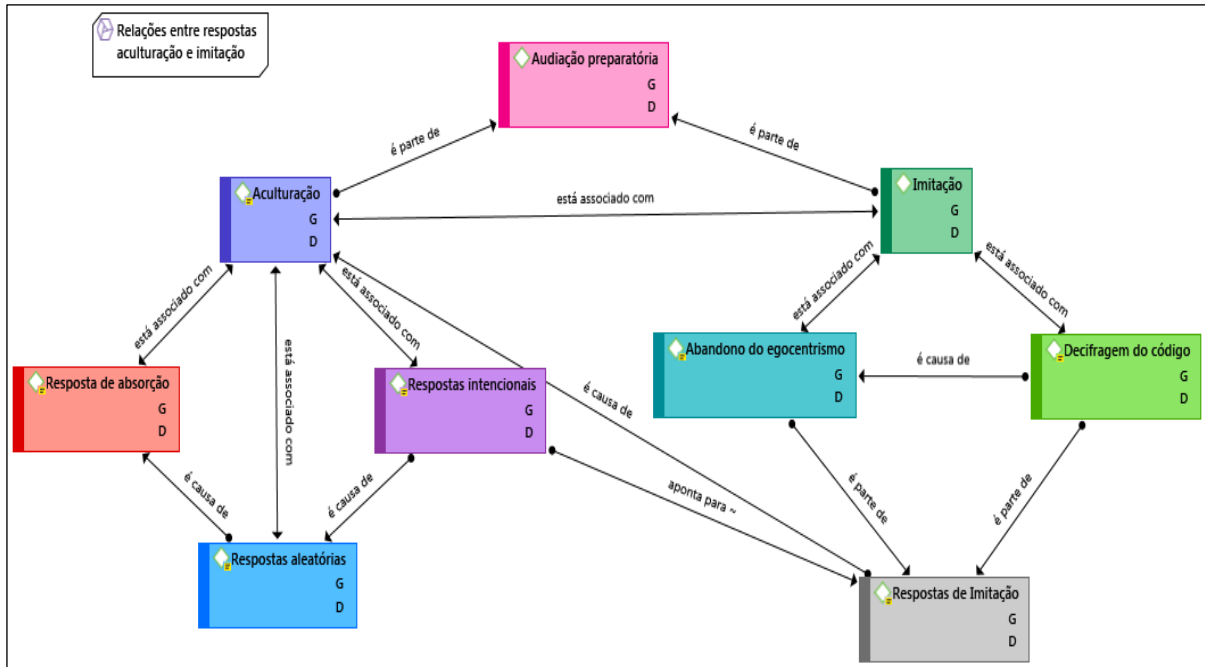 Relações entre respostas
aculturação e imitação
Audiação preparatória
G
D
é parte de
é parte de
Aculturação
G
D
está associado com
Imitação
G
D
está associado com
está associado com
está associado com
está associado com
está associado com
Resposta de absorção
G
D
Respostas intencionais
G
D
é causa de
Abandono do egocentrismo
G
D
é causa de
Decifragem do código
G
D
é causa de
é causa de
aponta para ~
é parte de
é parte de
Respostas aleatórias
G
D
Respostas de Imitação
G
D